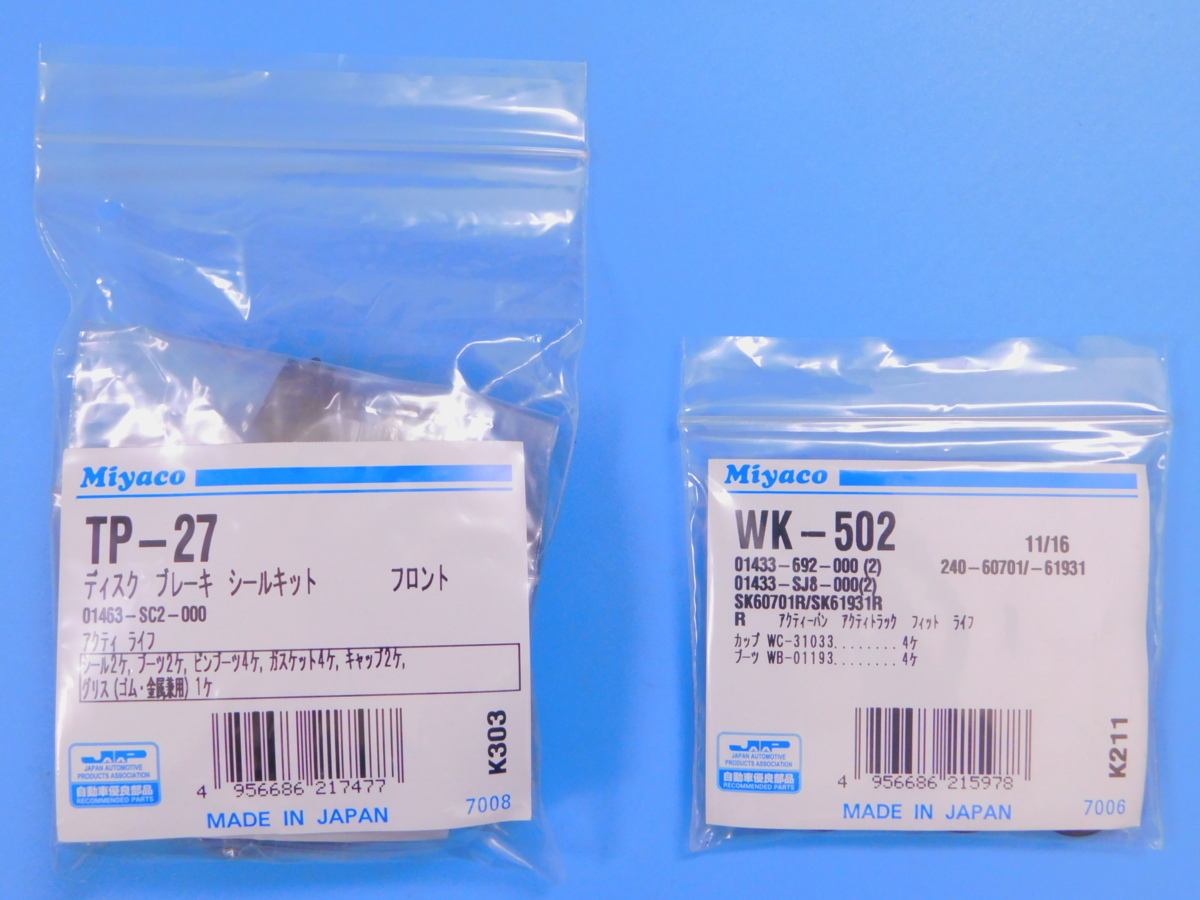 Miyaco
TP-27
ディスク ブレーキ シールキット フロント
01463-SC2-000
アクティ ライフ
シール2ケ, ブーツ2ケ, ピンブーツ4ケ, ガスケット4ケ, キャップ2ケ,
グリス(ゴム・金属兼用)1ケ
K303
JAP
JAPAN AUTOMOTIVE
PRODUCTS ASSOCIATION
自動車優良部品
RECOMMENDED PARTS
4 956686 217477
MADE IN JAPAN
7008
Miyaco
WK-502
11/16
01433-692-000(2) 240-60701/-61931
01433-SJ8-000(2)
SK60701R/SK61931R
R アクティーバン アクティトラック フィット ライフ
カップ WC-31033........4ケ
ブーツ WB-01193........4ケ
K211
JAP
JAPAN AUTOMOTIVE
PRODUCTS ASSOCIATION
自動車優良部品
RECOMMENDED PARTS
4 956686 215978
MADE IN JAPAN
7006